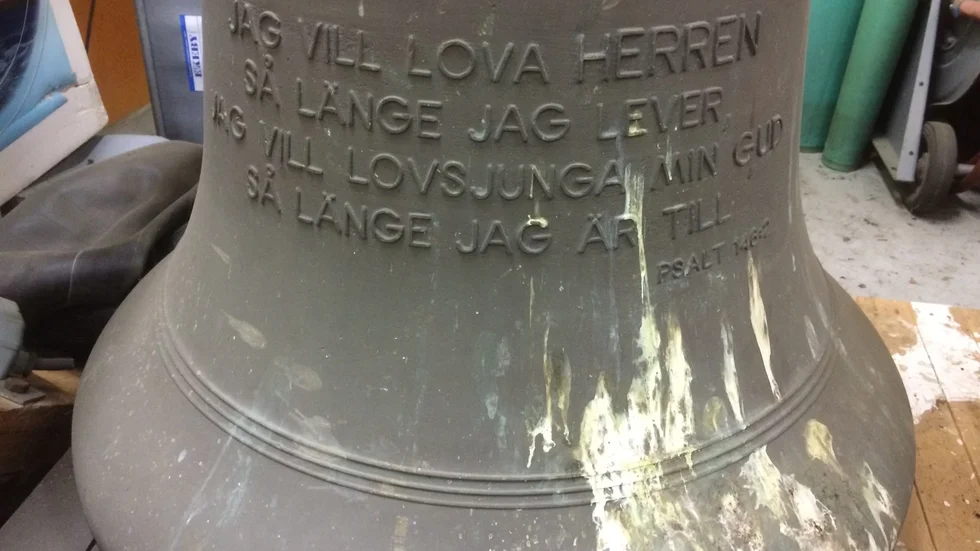 JAG VILL LOVA HERREN
SÅ LÄNGE JAG LEVER,
JAG VILL LOVSJUNGA MIN GUD
SÅ LÄNGE JAG ÄR TILL
PSALT 146:2
EKEBY